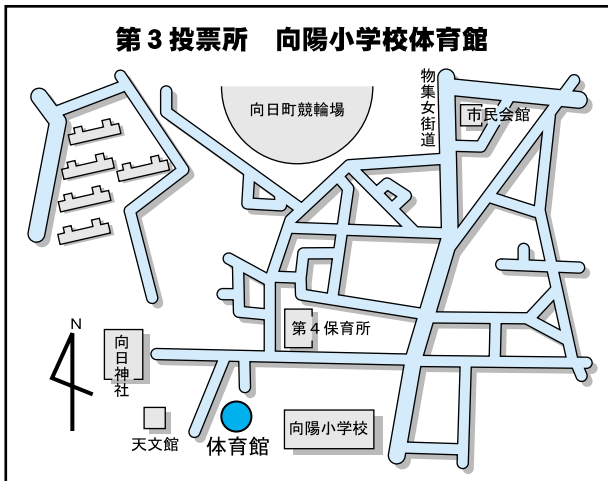 第3投票所　向陽小学校体育館
向日町競輪場
物集女街道
市民会館
第4保育所
N
向日神社
天文館
体育館
向陽小学校